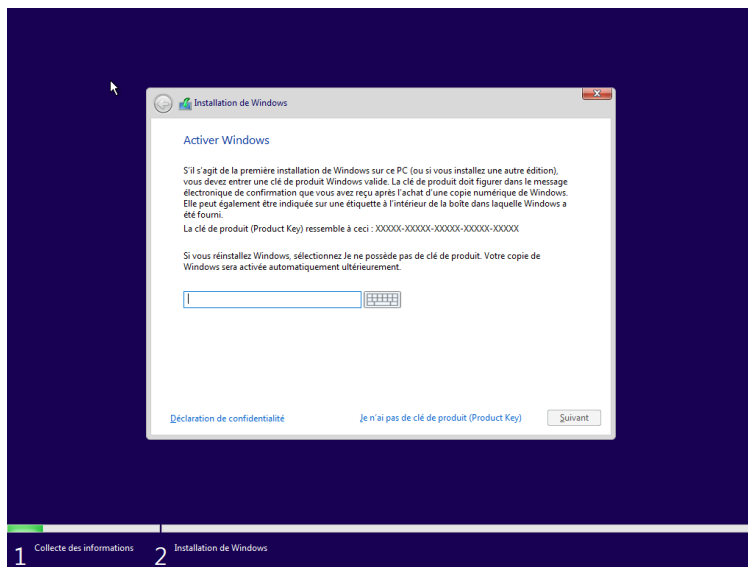 Installation de Windows
Activer Windows
S'il s'agit de la première installation de Windows sur ce PC (ou si vous installez une autre édition),
vous devez entrer une clé de produit Windows valide. La clé de produit doit figurer dans le message
électronique de confirmation que vous avez reçu après l'achat d'une copie numérique de Windows.
Elle peut également être indiquée sur une étiquette à l'intérieur de la boîte dans laquelle Windows a
été fourni.
La clé de produit (Product Key) ressemble à ceci : XXXXX-XXXXX-XXXXX-XXXXX-XXXXX
Si vous réinstallez Windows, sélectionnez Je ne possède pas de clé de produit. Votre copie de
Windows sera activée automatiquement ultérieurement.
Déclaration de confidentialité
Je n'ai pas de clé de produit (Product Key)
Suivant
1 Collecte des informations
2 Installation de Windows